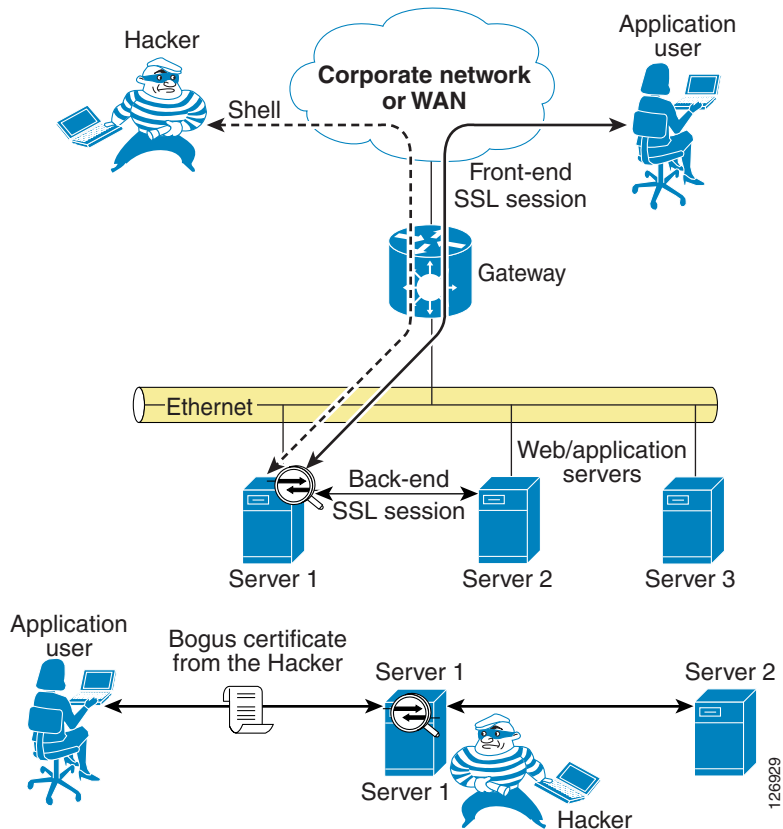 Hacker
Application
user
Corporate network
or WAN
Shell
Front-end
SSL session
Gateway
Ethernet
Web/application
servers
Back-end
SSL session
Server 1
Server 2
Server 3
Application
user
Bogus certificate
from the Hacker
Server 1
Server 2
Server 1
Hacker
126929